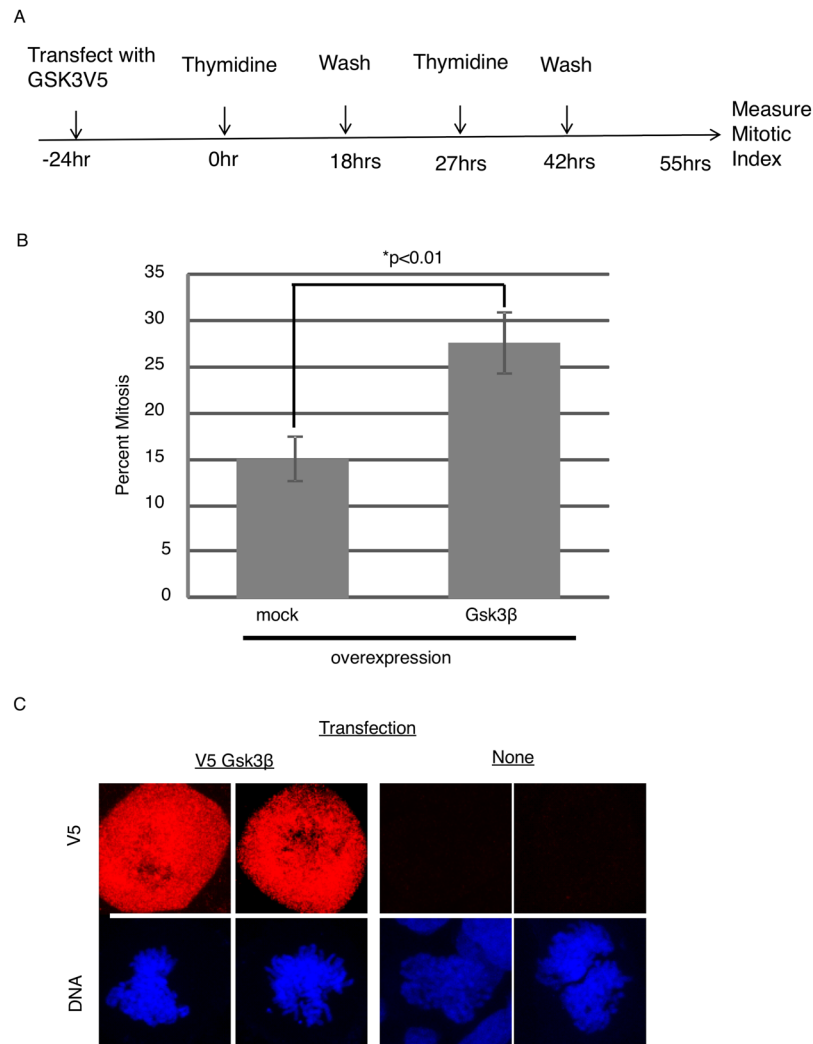 A
Transfect with
GSK3V5
Thymidine
Wash
Thymidine
Wash
-24hr
0hr
18hrs
27hrs
42hrs
55hrs
Measure
Mitotic
Index
B
*p<0.01
35
30
25
20
15
10
5
0
Percent Mitosis
mock
Gsk3β
overexpression
C
Transfection
V5 Gsk3β
None
V5
DNA